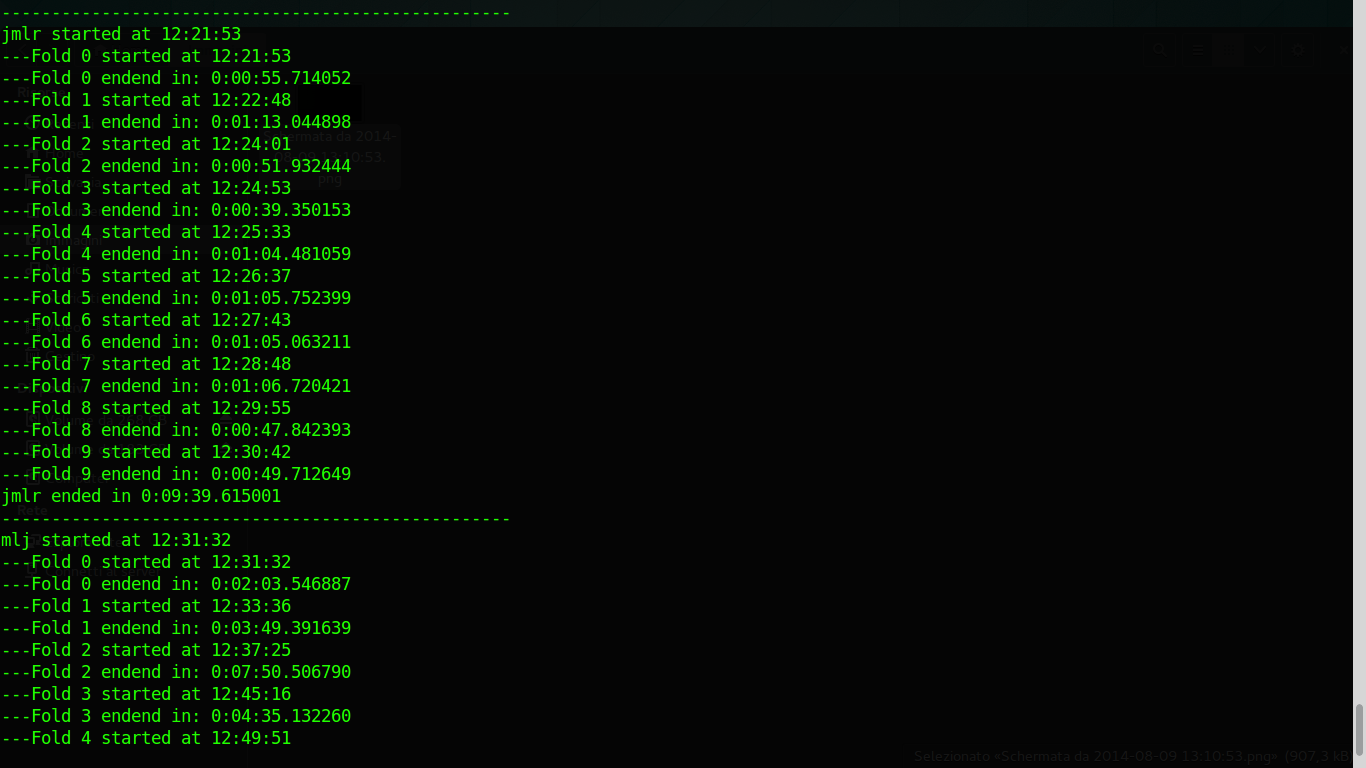 ---------------------------------------------------
jmlr started at 12:21:53
---Fold 0 started at 12:21:53
---Fold 0 endend in: 0:00:55.714052
---Fold 1 started at 12:22:48
---Fold 1 endend in: 0:01:13.044898
---Fold 2 started at 12:24:01
---Fold 2 endend in: 0:00:51.932444
---Fold 3 started at 12:24:53
---Fold 3 endend in: 0:00:39.350153
---Fold 4 started at 12:25:33
---Fold 4 endend in: 0:01:04.481059
---Fold 5 started at 12:26:37
---Fold 5 endend in: 0:01:05.752399
---Fold 6 started at 12:27:43
---Fold 6 endend in: 0:01:05.063211
---Fold 7 started at 12:28:48
---Fold 7 endend in: 0:01:06.720421
---Fold 8 started at 12:29:55
---Fold 8 endend in: 0:00:47.842393
---Fold 9 started at 12:30:42
---Fold 9 endend in: 0:00:49.712649
jmlr ended in 0:09:39.615001
Rete
---------------------------------------------------
mlj started at 12:31:32
---Fold 0 started at 12:31:32
---Fold 0 endend in: 0:02:03.546887
---Fold 1 started at 12:33:36
---Fold 1 endend in: 0:03:49.391639
---Fold 2 started at 12:37:25
---Fold 2 endend in: 0:07:50.506790
---Fold 3 started at 12:45:16
---Fold 3 endend in: 0:04:35.132260
---Fold 4 started at 12:49:51
Selezionato «Schermata da 2014-08-09 13:10:53.png» (907,3 kB)